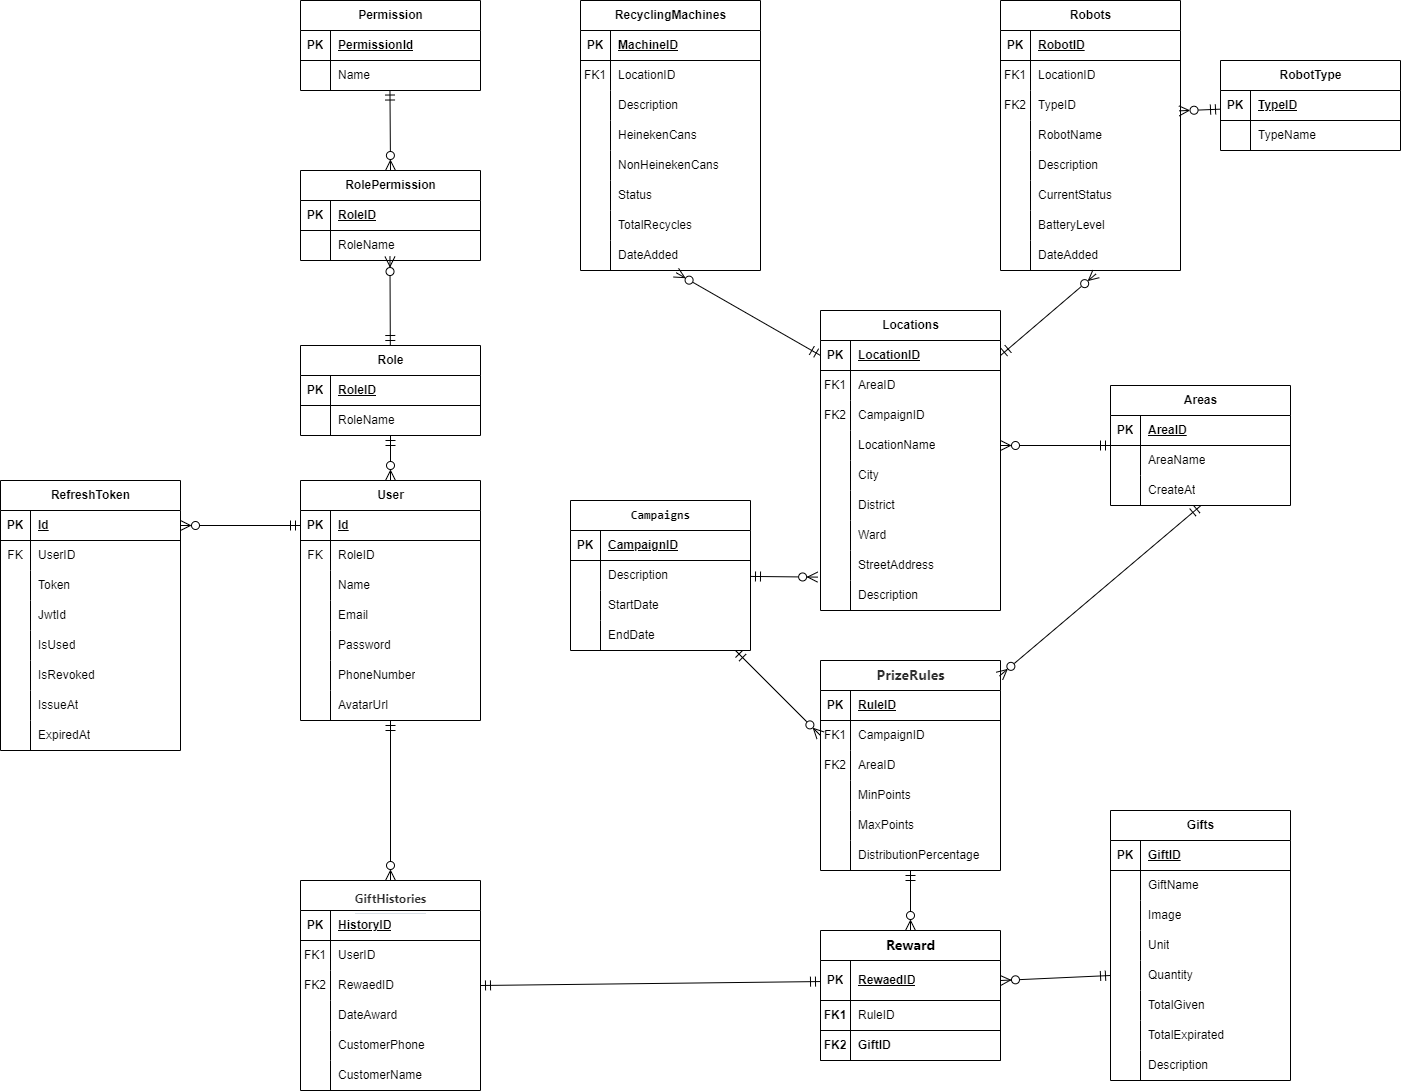 Permission
PK PermissionId
Name
RolePermission
PK RoleID
RoleName
Role
PK RoleID
RoleName
RefreshToken
PK Id
FK UserID
Token
JwtId
IsUsed
IsRevoked
IssueAt
ExpiredAt
User
PK Id
FK RoleID
Name
Email
Password
PhoneNumber
AvatarUrl
GiftHistories
PK HistoryID
FK1 UserID
FK2 RewaedID
DateAward
CustomerPhone
CustomerName
RecyclingMachines
PK MachineID
FK1 LocationID
Description
HeinekenCans
NonHeinekenCans
Status
TotalRecycles
DateAdded
Robots
PK RobotID
FK1 LocationID
FK2 TypeID
RobotName
Description
CurrentStatus
BatteryLevel
DateAdded
RobotType
PK TypeID
TypeName
Locations
PK LocationID
FK1 AreaID
FK2 CampaignID
LocationName
City
District
Ward
StreetAddress
Description
Areas
PK AreaID
AreaName
CreateAt
Campaigns
PK CampaignID
Description
StartDate
EndDate
PrizeRules
PK RuleID
FK1 CampaignID
FK2 AreaID
MinPoints
MaxPoints
DistributionPercentage
Reward
PK RewaedID
FK1 RuleID
FK2 GiftID
Gifts
PK GiftID
GiftName
Image
Unit
Quantity
TotalGiven
TotalExpirated
Description